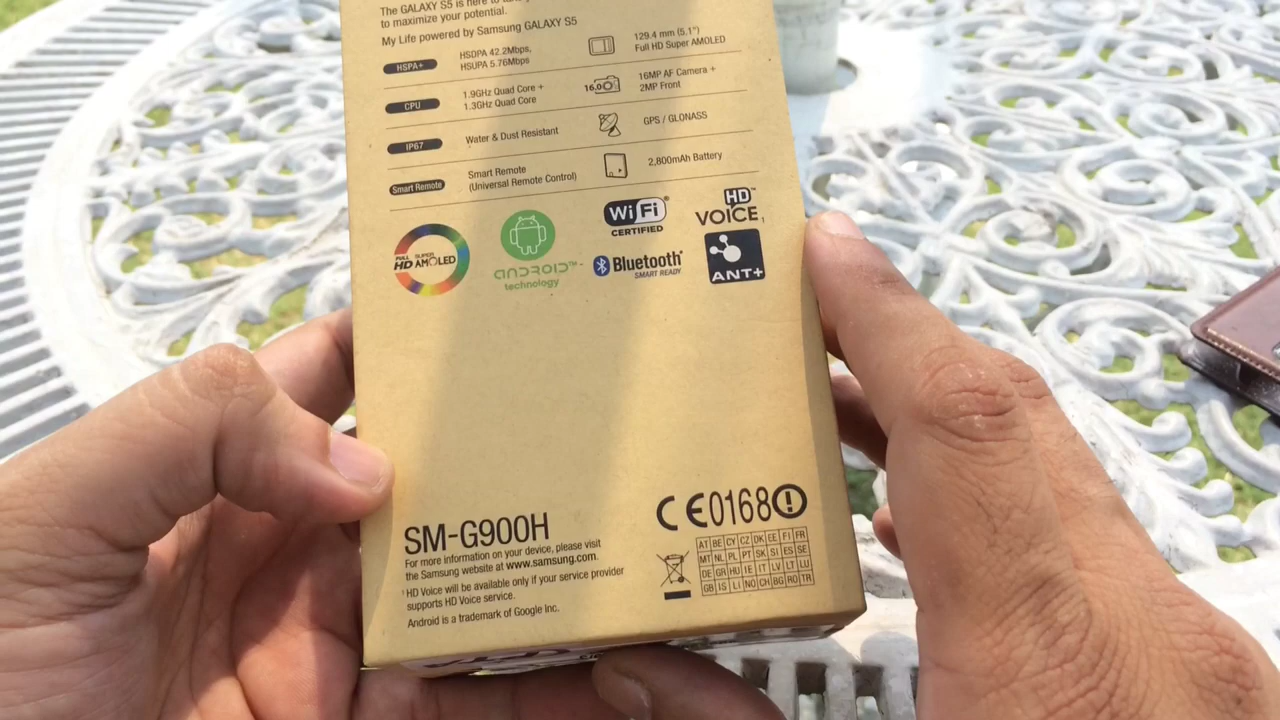 The GALAXY S5 is here to
to maximize your potential.
My Life powered by Samsung GALAXY S5
HSPA+
HSDPA 42.2Mbps,
HSUPA 5.76Mbps
129.4 mm (5.1")
Full HD Super AMOLED
CPU
1.9GHz Quad Core +
1.3GHz Quad Core
16.0
16MP AF Camera +
2MP Front
IP67
Water & Dust Resistant
GPS / GLONASS
Smart Remote
Smart Remote
(Universal Remote Control)
2,800mAh Battery
FULL HD SUPER AMOLED
ANDROID™
technology
Wi Fi®
CERTIFIED
HD™
VOICE 1
Bluetooth®
SMART READY
ANT+
SM-G900H
For more information on your device, please visit
the Samsung website at www.samsung.com.
1 HD Voice will be available only if your service provider
supports HD Voice service.
Android is a trademark of Google Inc.
CE0168
AT BE CY CZ DK EE FI FR
MT NL PL PT SK SI ES SE
DE GR HU IE IT LV LT LU
GB IS LI NO CH BG RO TR